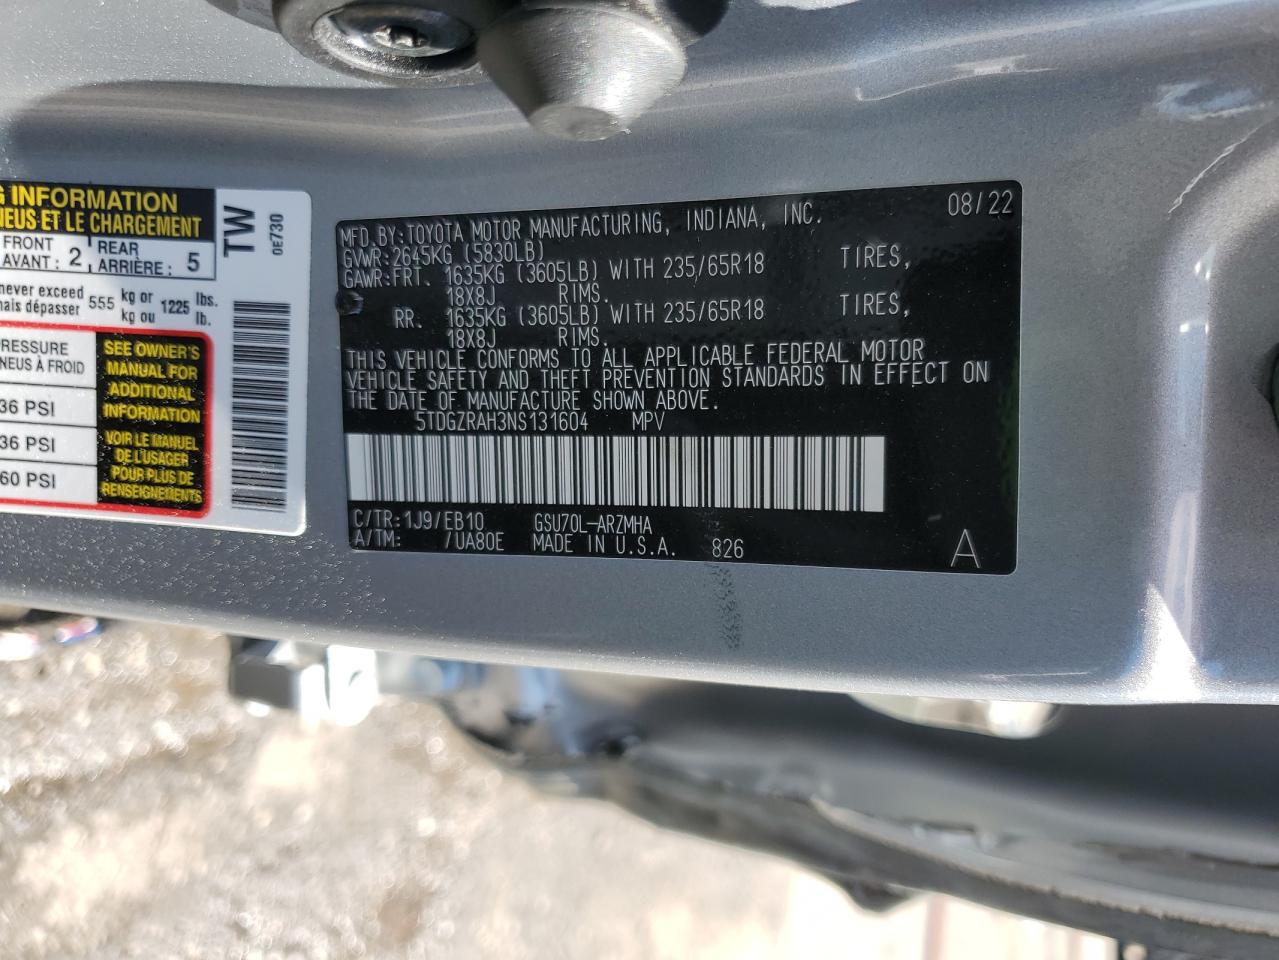 G INFORMATION
NEUS ET LE CHARGEMENT
FRONT
AVANT : 2
REAR
ARRIÈRE : 5
never exceed
mais dépasser
555
kg or
kg ou
1225
lbs.
lb.
PRESSURE
NEUS À FROID
36 PSI
36 PSI
60 PSI
SEE OWNER'S
MANUAL FOR
ADDITIONAL
INFORMATION
VOIR LE MANUEL
DE L'USAGER
POUR PLUS DE
RENSEIGNEMENTS
TW
0E730
MFD.BY:TOYOTA MOTOR MANUFACTURING, INDIANA, INC. 08/22
GVWR:2645KG (5830LB)
GAWR:FRT. 1635KG (3605LB) WITH 235/65R18 TIRES,
18X8J RIMS.
RR. 1635KG (3605LB) WITH 235/65R18 TIRES,
18X8J RIMS.
THIS VEHICLE CONFORMS TO ALL APPLICABLE FEDERAL MOTOR
VEHICLE SAFETY AND THEFT PREVENTION STANDARDS IN EFFECT ON
THE DATE OF MANUFACTURE SHOWN ABOVE.
5TDGZRAH3NS131604 MPV
C/TR:1J9/EB10 GSU70L-ARZMHA
A/TM: /UA80E MADE IN U.S.A. 826 A